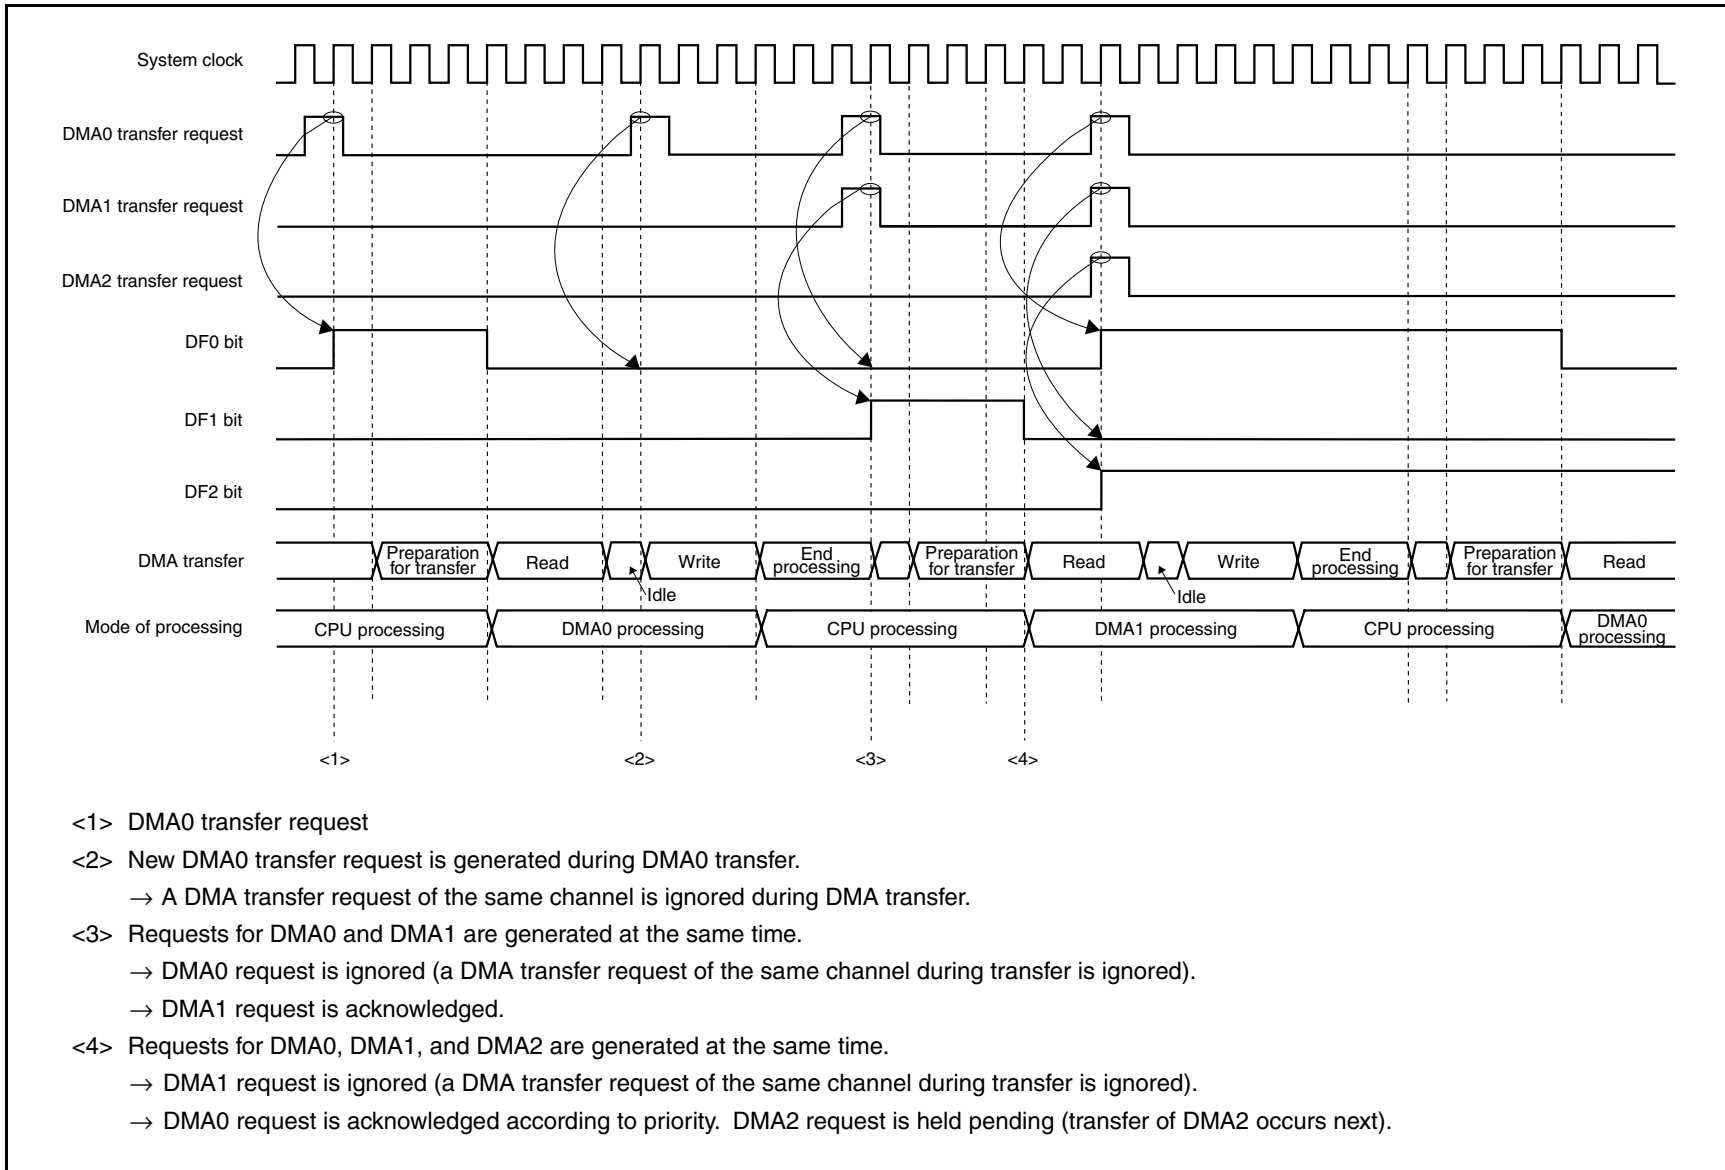 System clock
DMA0 transfer request
DMA1 transfer request
DMA2 transfer request
DF0 bit
DF1 bit
DF2 bit
DMA transfer
Preparation for transfer
Read
Idle
Write
End processing
Preparation for transfer
Read
Idle
Write
End processing
Preparation for transfer
Read
Mode of processing
CPU processing
DMA0 processing
CPU processing
DMA1 processing
CPU processing
DMA0 processing
<1>
<2>
<3>
<4>
<1> DMA0 transfer request
<2> New DMA0 transfer request is generated during DMA0 transfer.
→ A DMA transfer request of the same channel is ignored during DMA transfer.
<3> Requests for DMA0 and DMA1 are generated at the same time.
→ DMA0 request is ignored (a DMA transfer request of the same channel during transfer is ignored).
→ DMA1 request is acknowledged.
<4> Requests for DMA0, DMA1, and DMA2 are generated at the same time.
→ DMA1 request is ignored (a DMA transfer request of the same channel during transfer is ignored).
→ DMA0 request is acknowledged according to priority. DMA2 request is held pending (transfer of DMA2 occurs next).